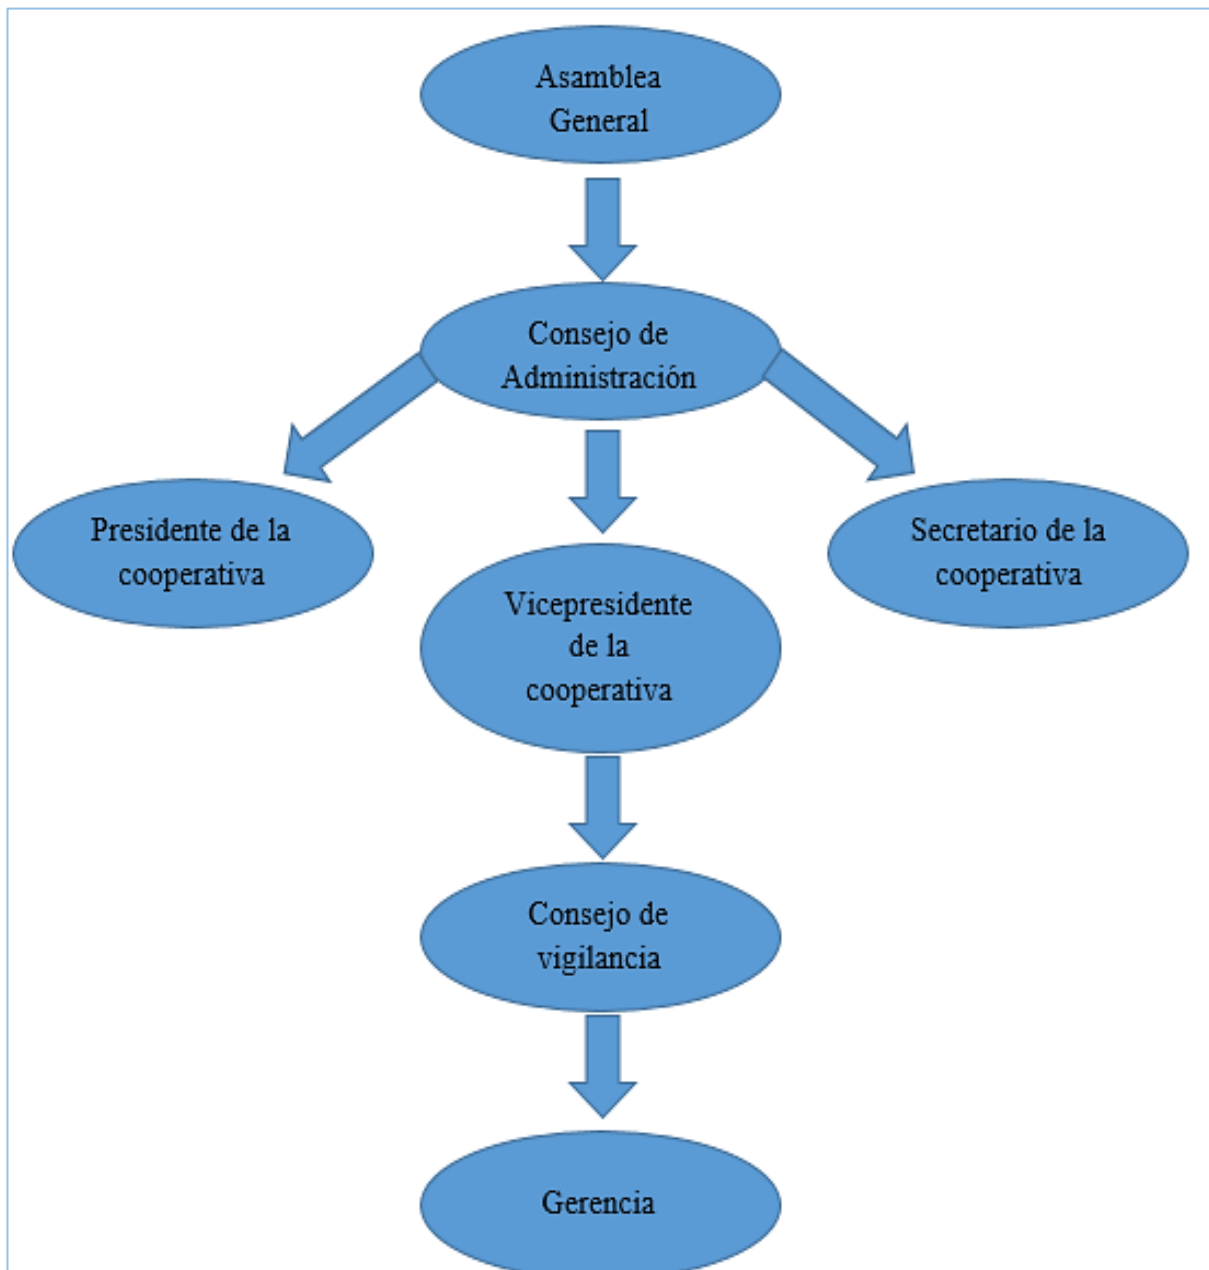 Asamblea
General
Consejo de
Administración
Presidente de la
cooperativa
Secretario de la
cooperativa
Vicepresidente
de la
cooperativa
Consejo de
vigilancia
Gerencia